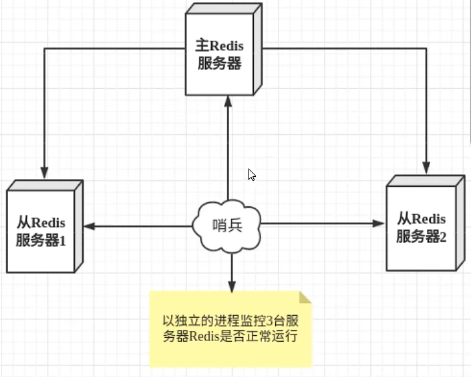 主Redis
服务器
从Redis
服务器1
哨兵
从Redis
服务器2
以独立的进程监控3台服
务器Redis是否正常运行